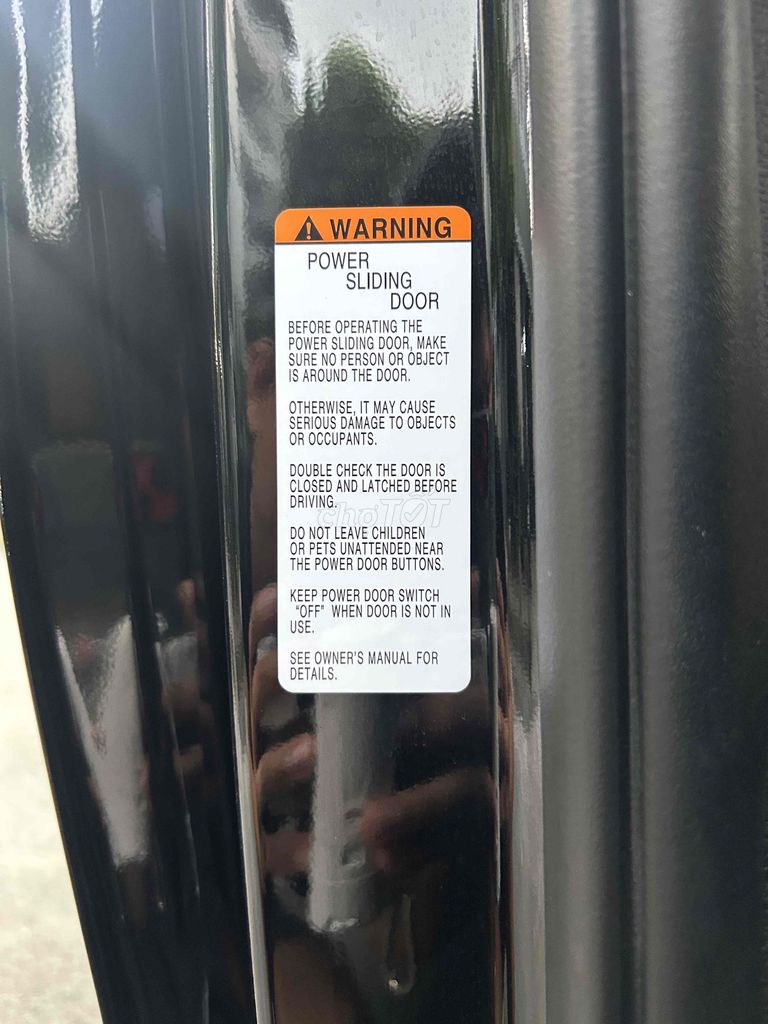 WARNING
POWER
SLIDING
DOOR
BEFORE OPERATING THE
POWER SLIDING DOOR, MAKE
SURE NO PERSON OR OBJECT
IS AROUND THE DOOR.
OTHERWISE, IT MAY CAUSE
SERIOUS DAMAGE TO OBJECTS
OR OCCUPANTS.
DOUBLE CHECK THE DOOR IS
CLOSED AND LATCHED BEFORE
DRIVING.
choTỐT
DO NOT LEAVE CHILDREN
OR PETS UNATTENDED NEAR
THE POWER DOOR BUTTONS.
KEEP POWER DOOR SWITCH
"OFF" WHEN DOOR IS NOT IN
USE.
SEE OWNER'S MANUAL FOR
DETAILS.